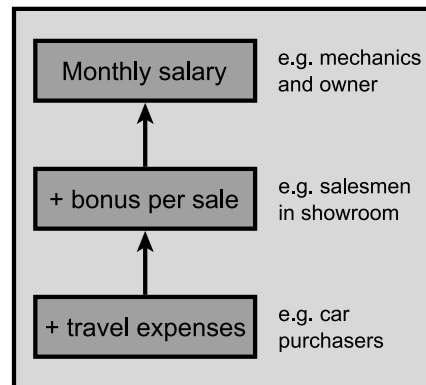 Monthly salary
e.g. mechanics
and owner
+ bonus per sale
e.g. salesmen
in showroom
+ travel expenses
e.g. car
purchasers